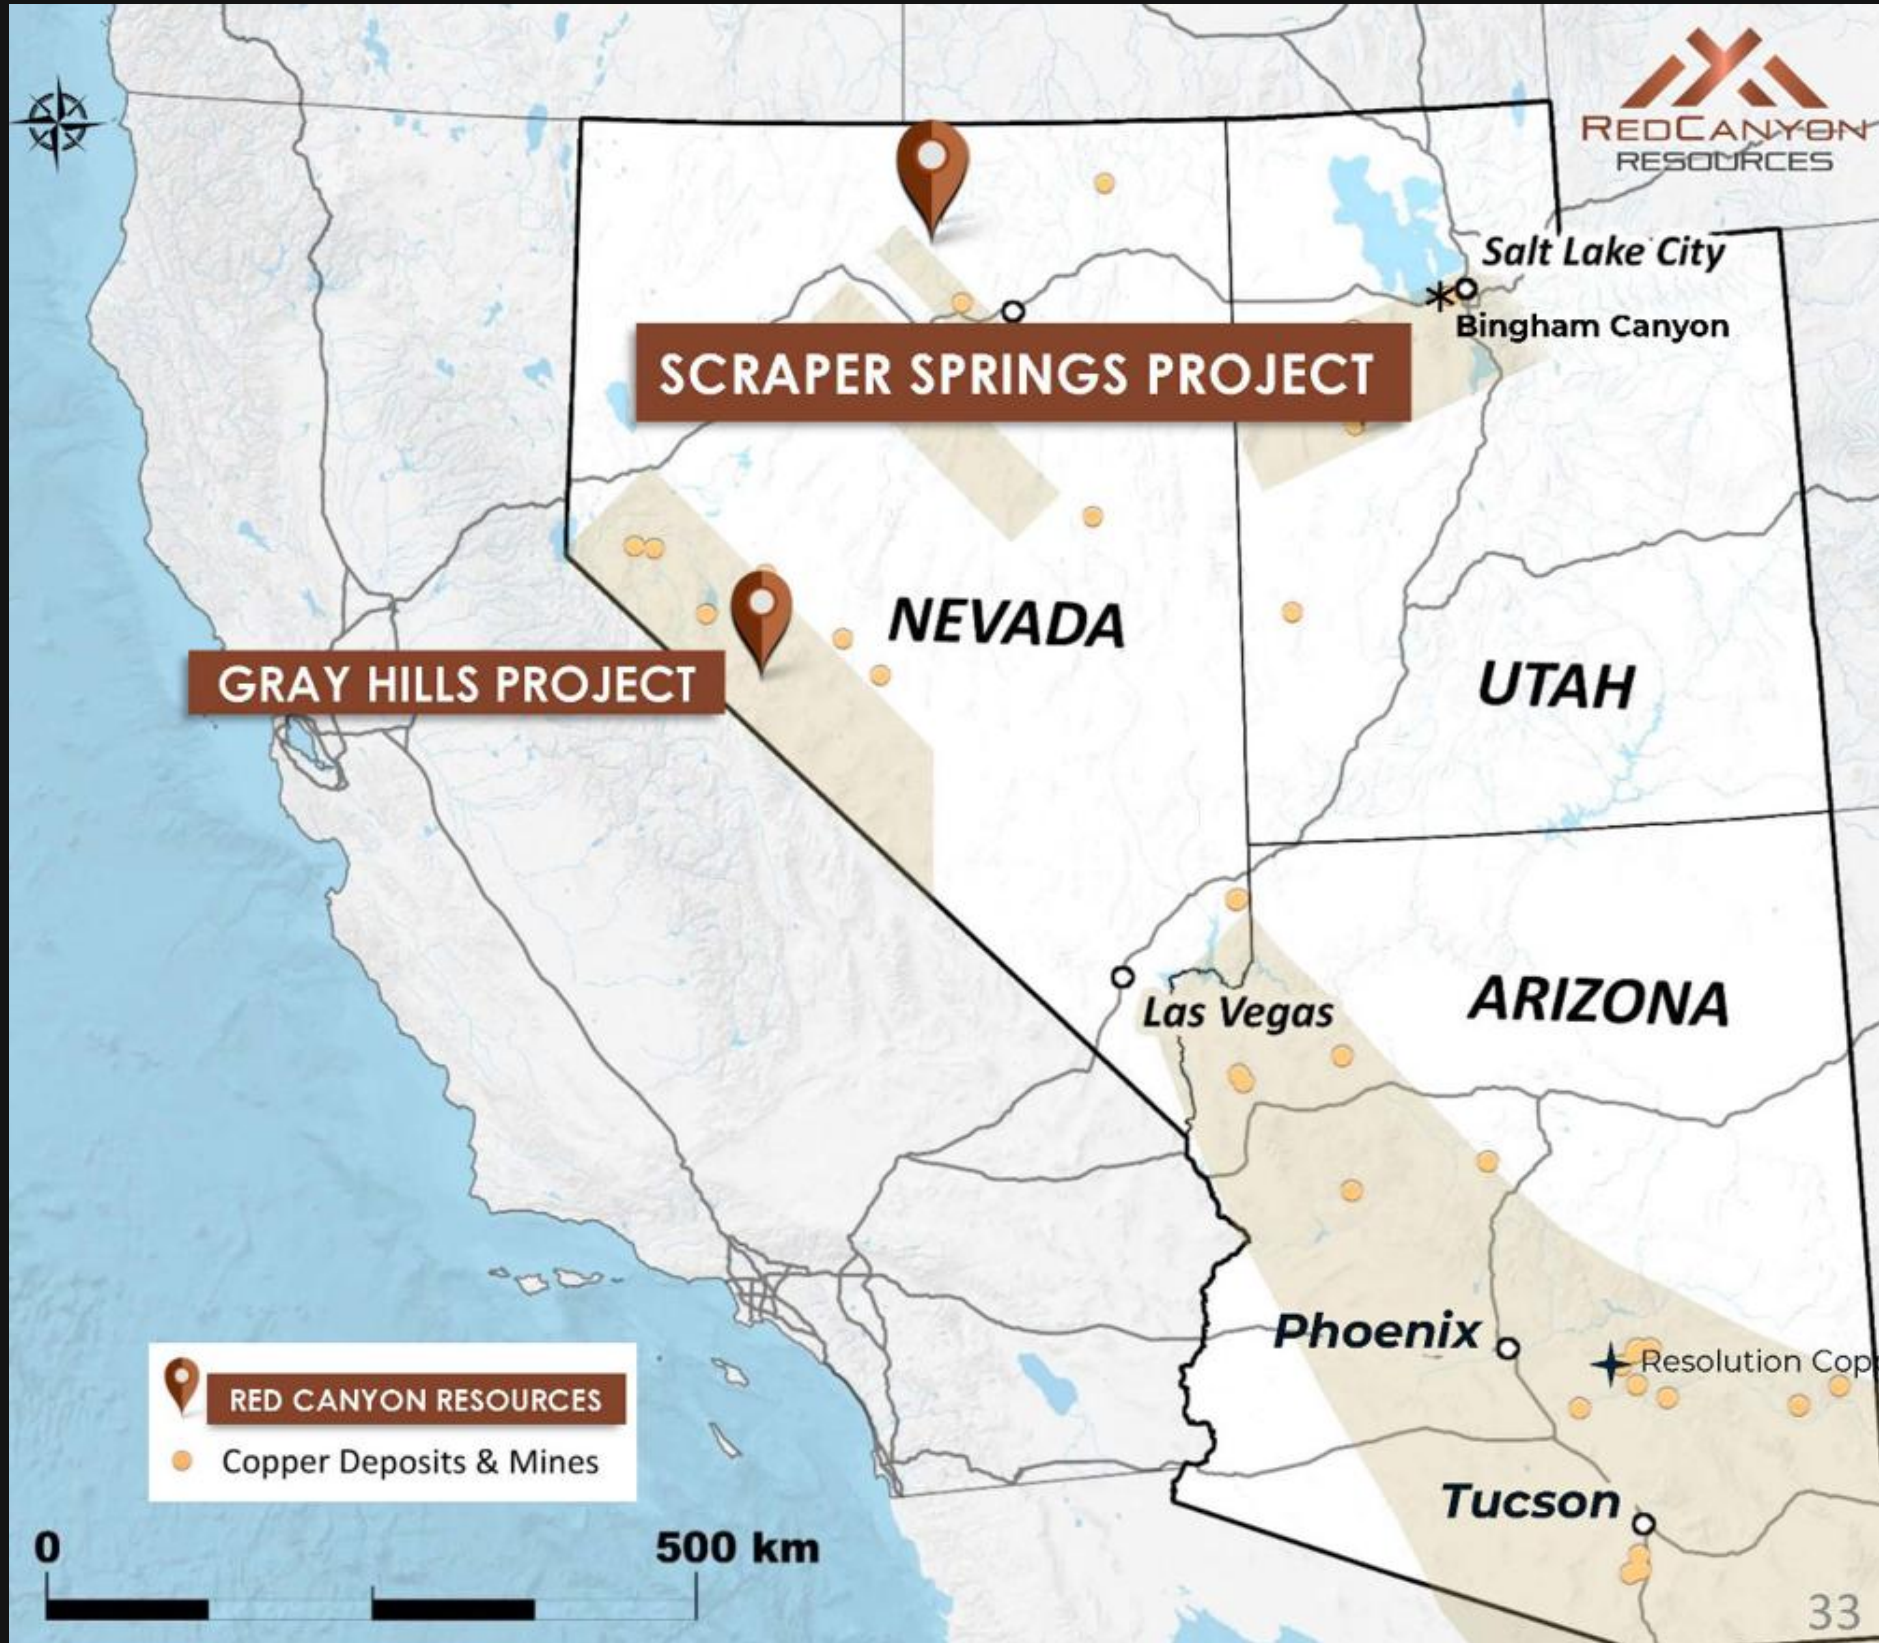 REDCANYON
RESOURCES
Salt Lake City
Bingham Canyon
SCRAPER SPRINGS PROJECT
NEVADA
GRAY HILLS PROJECT
UTAH
ARIZONA
Las Vegas
Phoenix
Resolution Cop
Tucson
RED CANYON RESOURCES
Copper Deposits & Mines
0
500 km
33